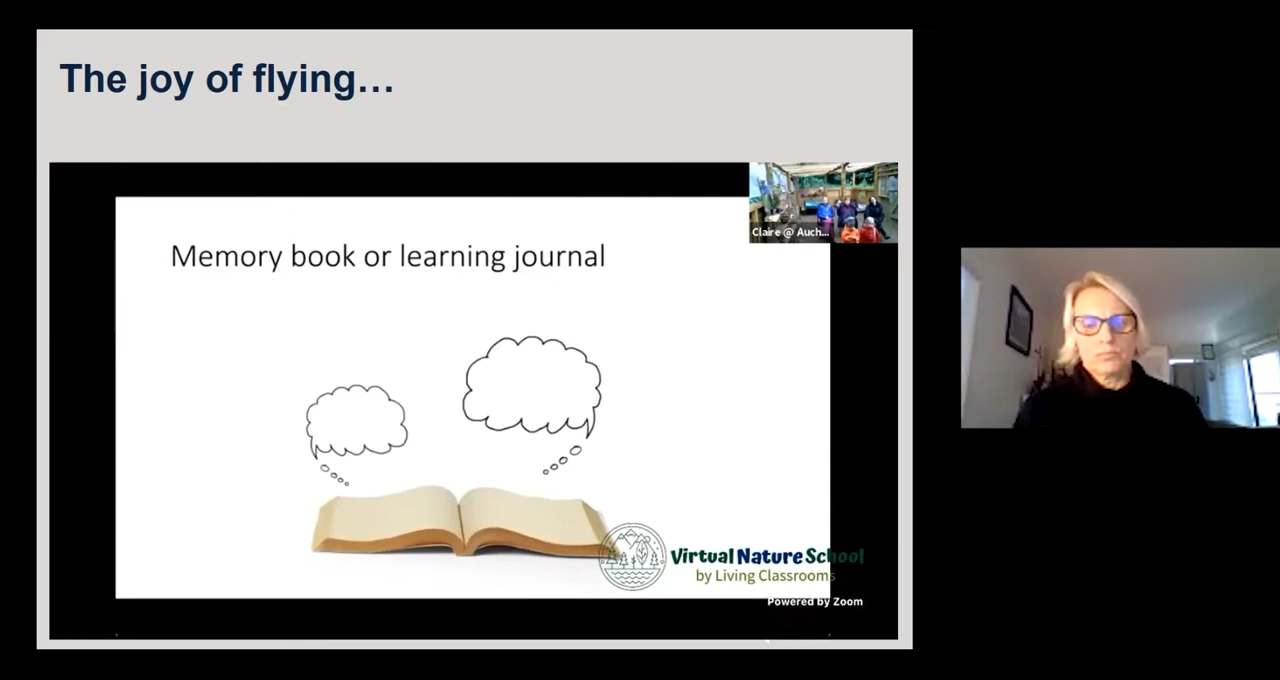 The joy of flying...
Claire @ Auch...
Memory book or learning journal
Virtual Nature School
by Living Classrooms
Powered by Zoom